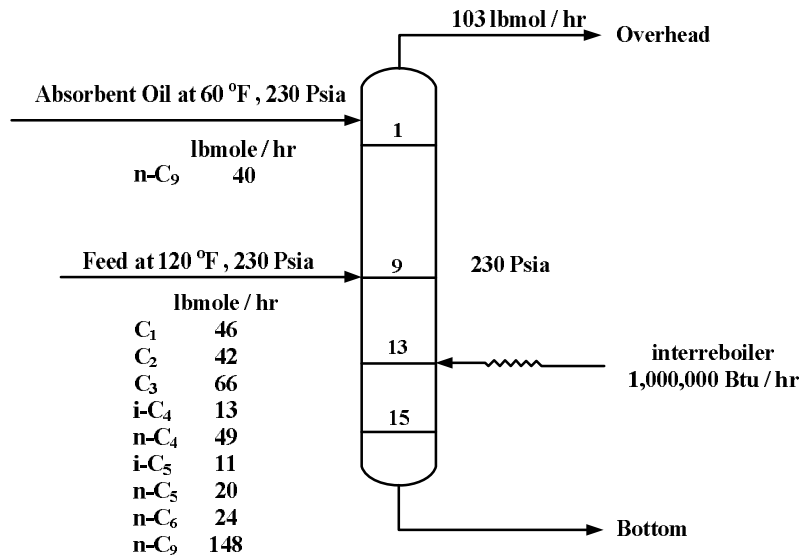 103 lbmol / hr
Overhead
Absorbent Oil at 60 °F , 230 Psia
1
lbmole / hr
n-C₉ 40
Feed at 120 °F , 230 Psia
9
230 Psia
lbmole / hr
C₁ 46
C₂ 42
C₃ 66
i-C₄ 13
n-C₄ 49
i-C₅ 11
n-C₅ 20
n-C₆ 24
n-C₉ 148
13
interreboiler
1,000,000 Btu / hr
15
Bottom